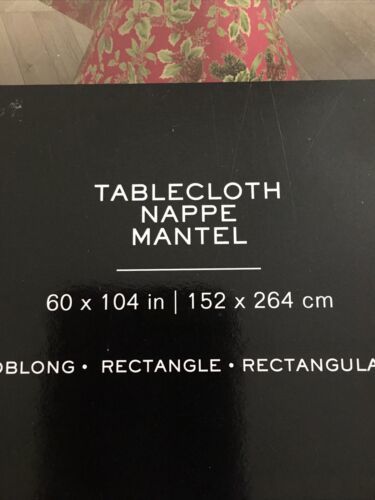 TABLECLOTH
NAPPE
MANTEL
60 x 104 in | 152 x 264 cm
OBLONG • RECTANGLE • RECTANGULA